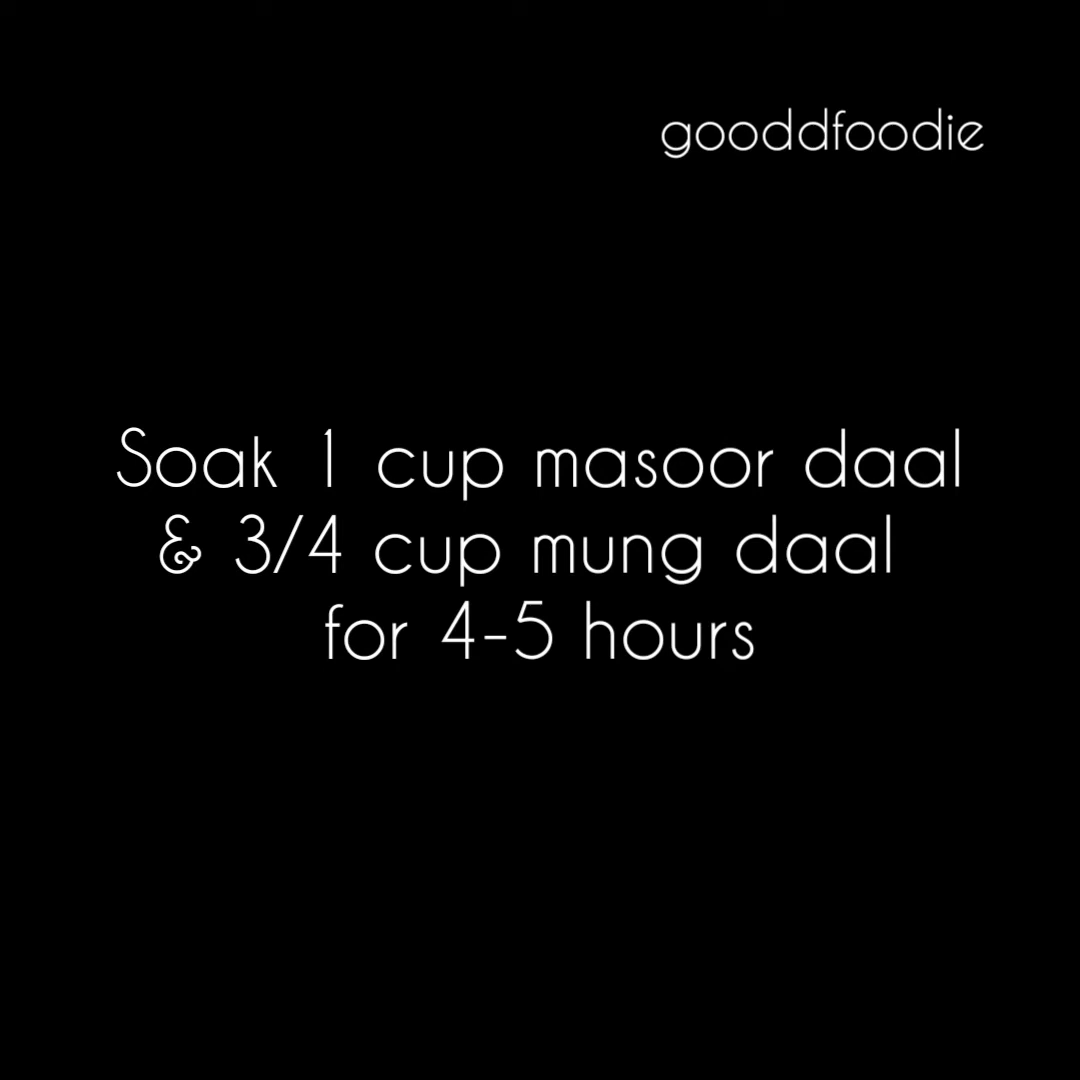 gooddfoodie
Soak 1 cup masoor daal
& 3/4 cup mung daal
for 4-5 hours